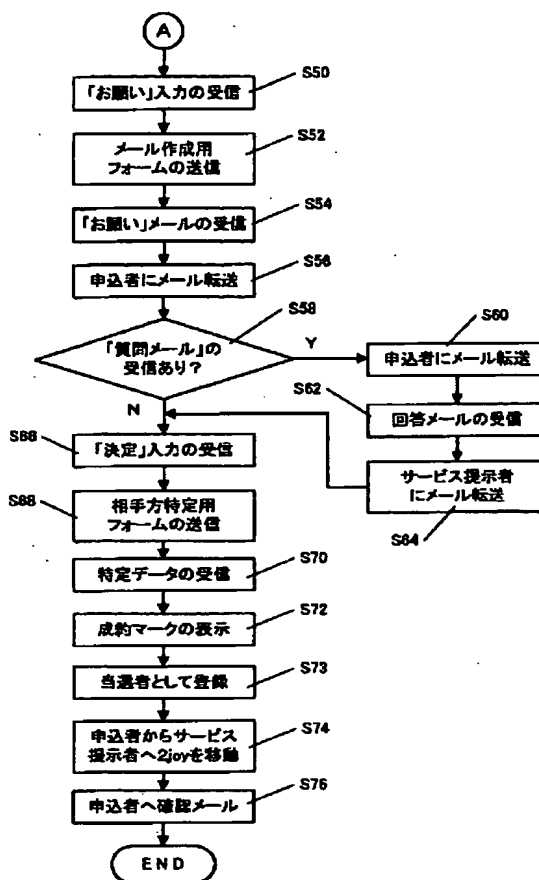 A
S50
「お願い」入力の受信
S52
メール作成用
フォームの送信
S54
「お願い」メールの受信
S56
申込者にメール転送
S58
「質問メール」の
受信あり？
Y
N
S60
申込者にメール転送
S62
回答メールの受信
サービス提示者
にメール転送
S64
S66
「決定」入力の受信
S68
相手方特定用
フォームの送信
S70
特定データの受信
S72
成約マークの表示
S73
当選者として登録
S74
申込者からサービス
提示者へ2joyを移動
S76
申込者へ確認メール
END